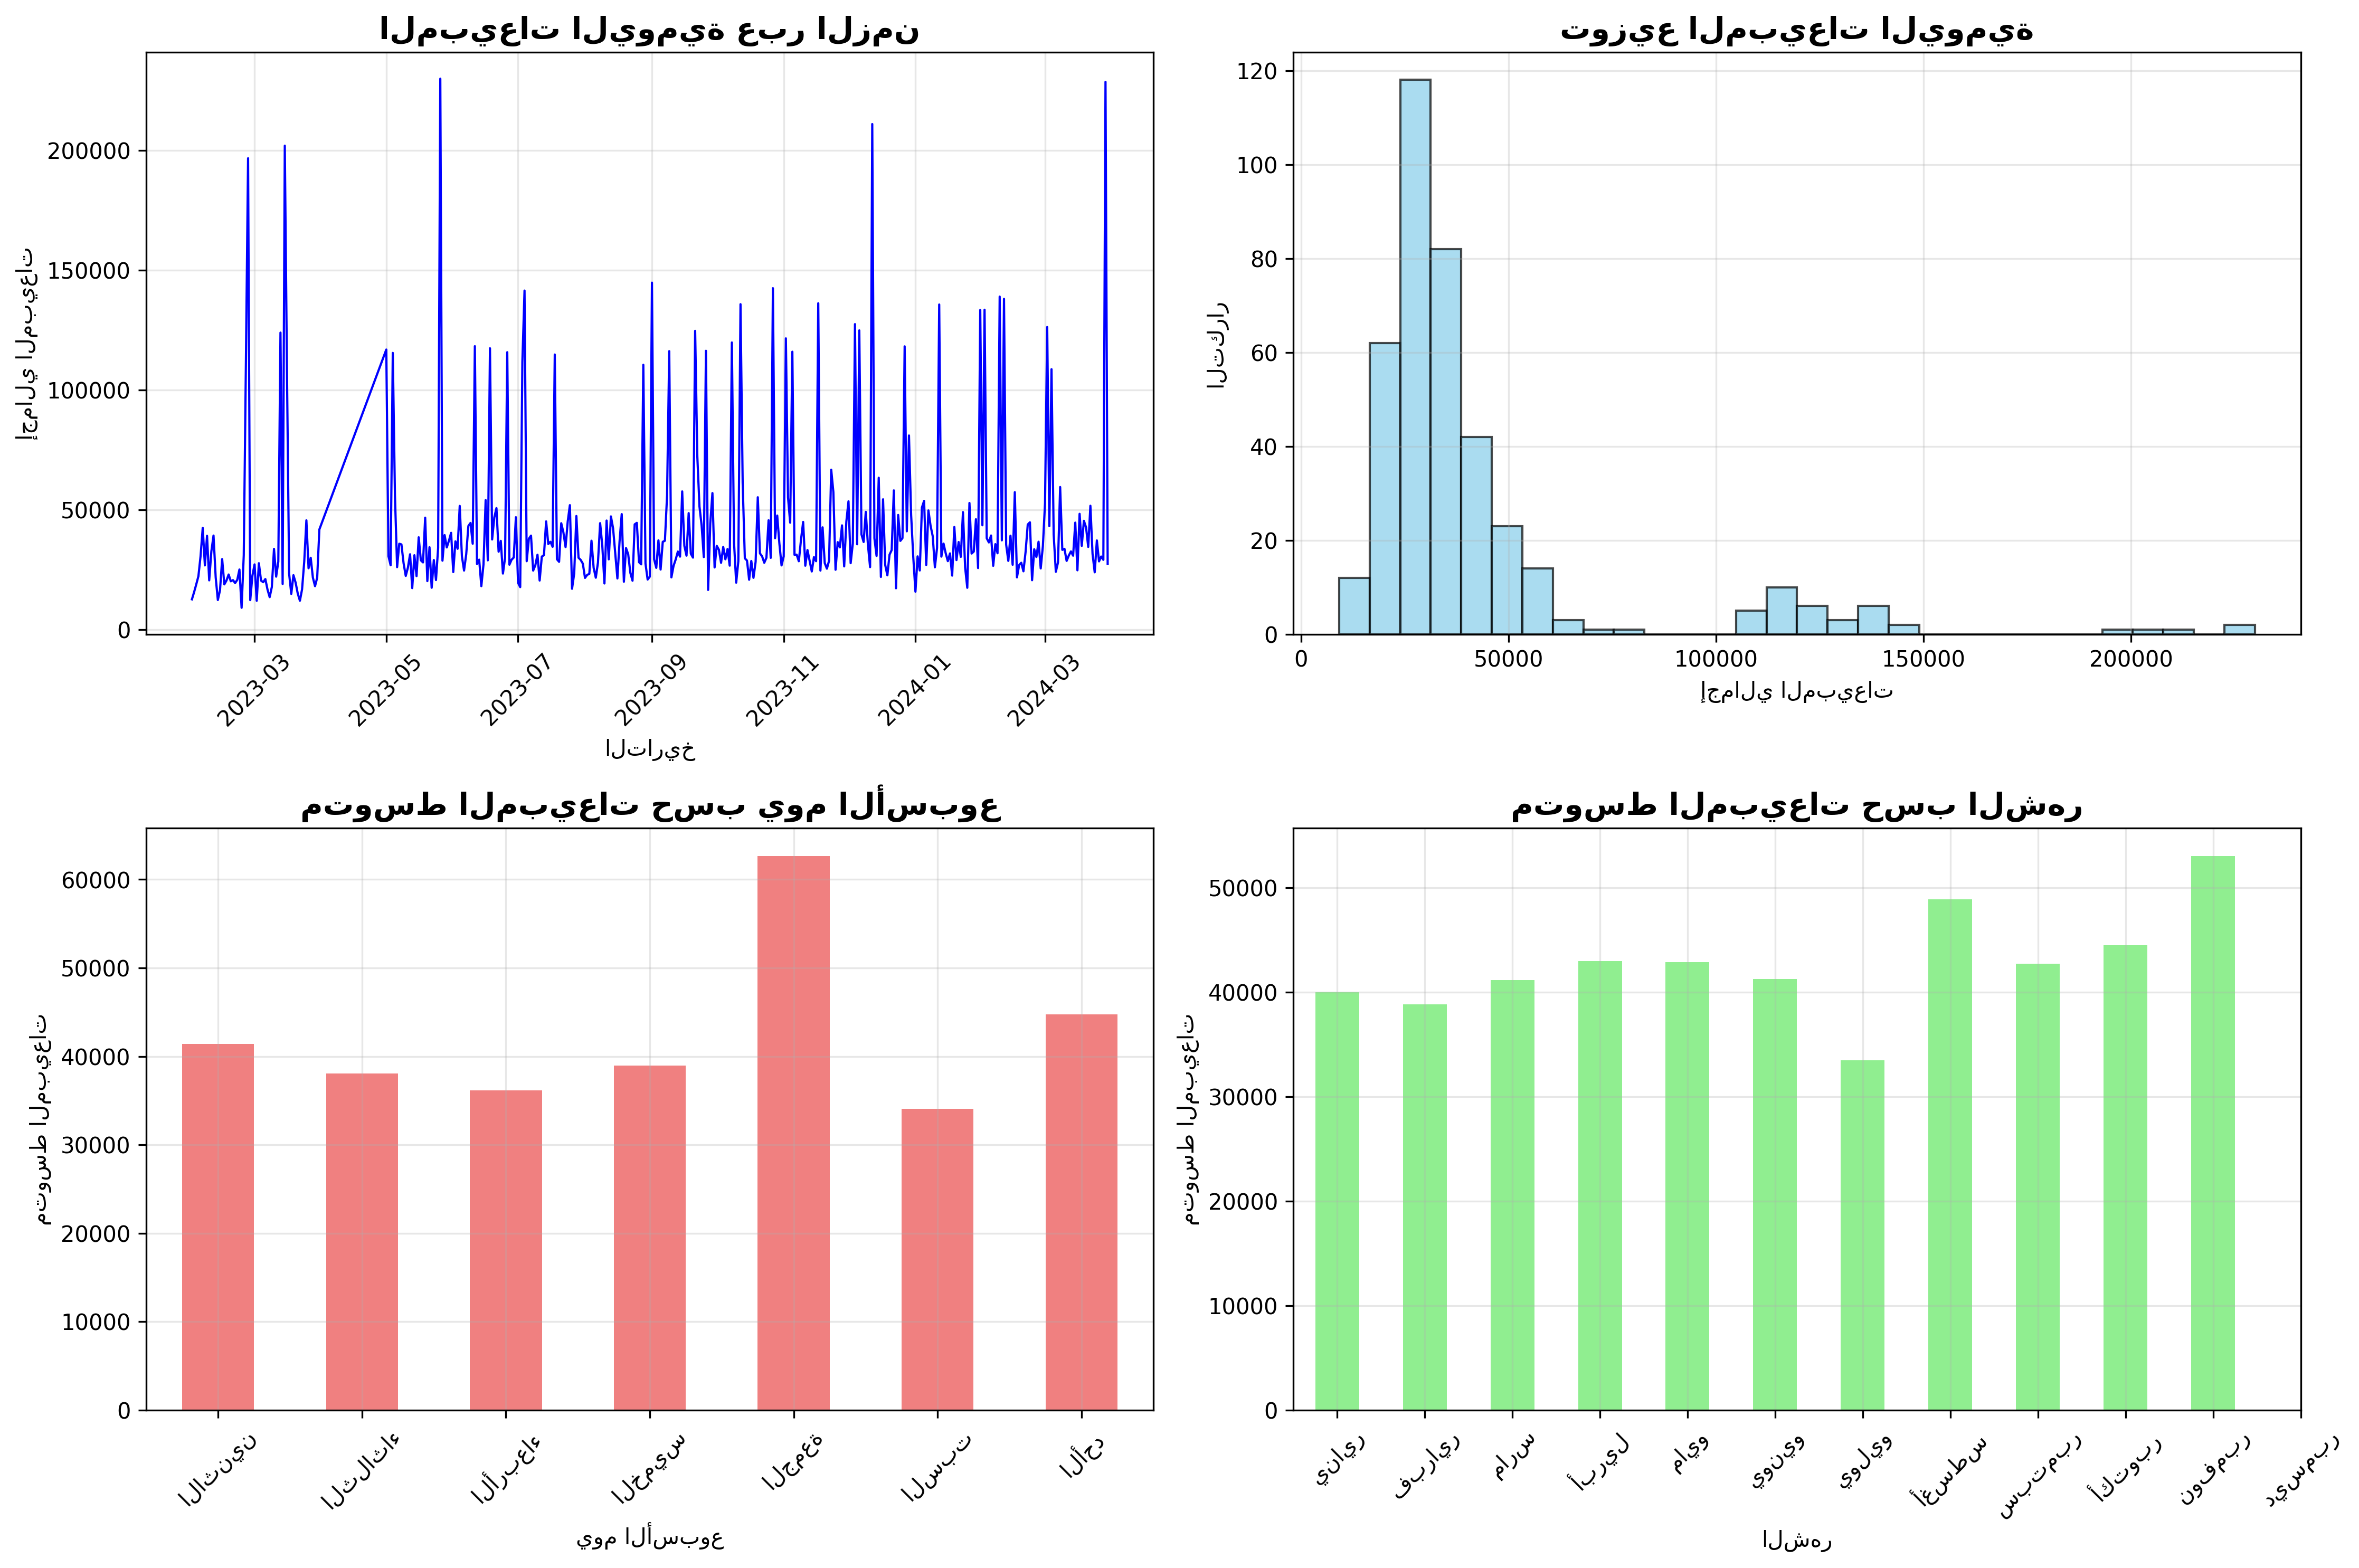 المبيعات اليومية عبر الزمن
إجمالي المبيعات
200000
150000
100000
50000
0
2023-03 2023-05 2023-07 2023-09 2023-11 2024-01 2024-03
التاريخ
توزيع المبيعات اليومية
التكرار
120
100
80
60
40
20
0
0 50000 100000 150000 200000
إجمالي المبيعات
متوسط المبيعات حسب يوم الأسبوع
متوسط المبيعات
60000
50000
40000
30000
20000
10000
0
الاثنين الثلاثاء الأربعاء الخميس الجمعة السبت الأحد
يوم الأسبوع
متوسط المبيعات حسب الشهر
متوسط المبيعات
50000
40000
30000
20000
10000
0
يناير فبراير مارس أبريل مايو يونيو يوليو أغسطس سبتمبر أكتوبر نوفمبر ديسمبر
الشهر